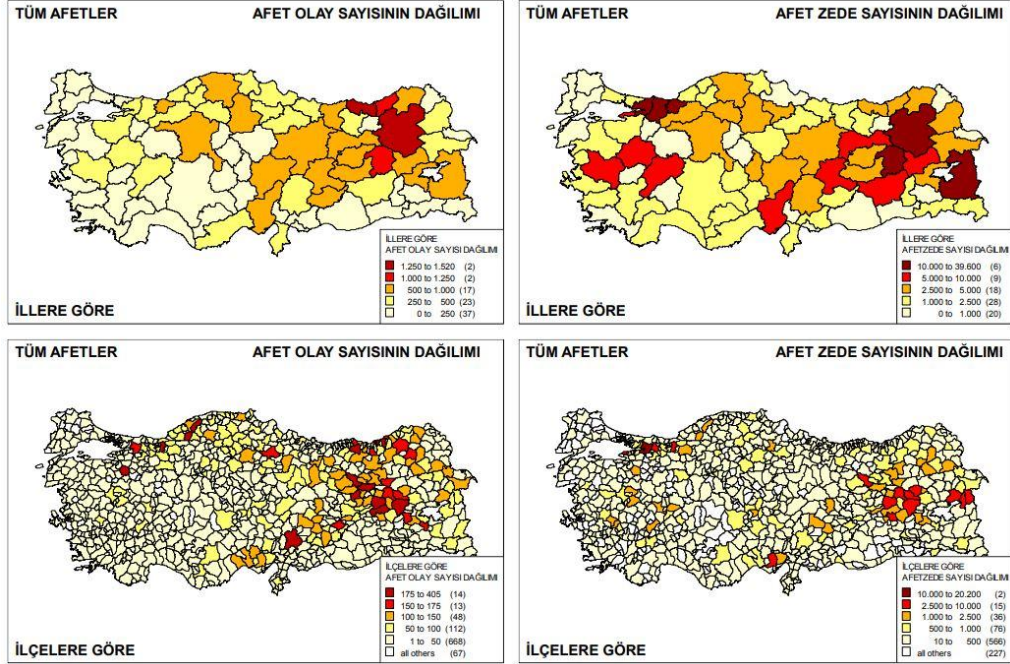 TÜM AFETLER AFET OLAY SAYISININ DAĞILIMI
İLLERE GÖRE
AFET OLAY SAYISI DAĞILIMI
1.250 to 1.520 (2)
1.000 to 1.250 (2)
500 to 1.000 (17)
250 to 500 (23)
0 to 250 (37)
İLLERE GÖRE
TÜM AFETLER AFET ZEDE SAYISININ DAĞILIMI
İLLERE GÖRE
AFETZEDE SAYISI DAĞILIMI
10.000 to 39.600 (6)
5.000 to 10.000 (9)
2.500 to 5.000 (18)
1.000 to 2.500 (28)
0 to 1.000 (20)
İLLERE GÖRE
TÜM AFETLER AFET OLAY SAYISININ DAĞILIMI
İLÇELERE GÖRE
AFET OLAY SAYISI DAĞILIMI
175 to 405 (14)
150 to 175 (13)
100 to 150 (48)
50 to 100 (112)
1 to 50 (668)
all others (67)
İLÇELERE GÖRE
TÜM AFETLER AFET ZEDE SAYISININ DAĞILIMI
İLÇELERE GÖRE
AFETZEDE SAYISI DAĞILIMI
10.000 to 20.200 (2)
2.500 to 10.000 (15)
1.000 to 2.500 (36)
500 to 1.000 (76)
10 to 500 (566)
all others (227)
İLÇELERE GÖRE